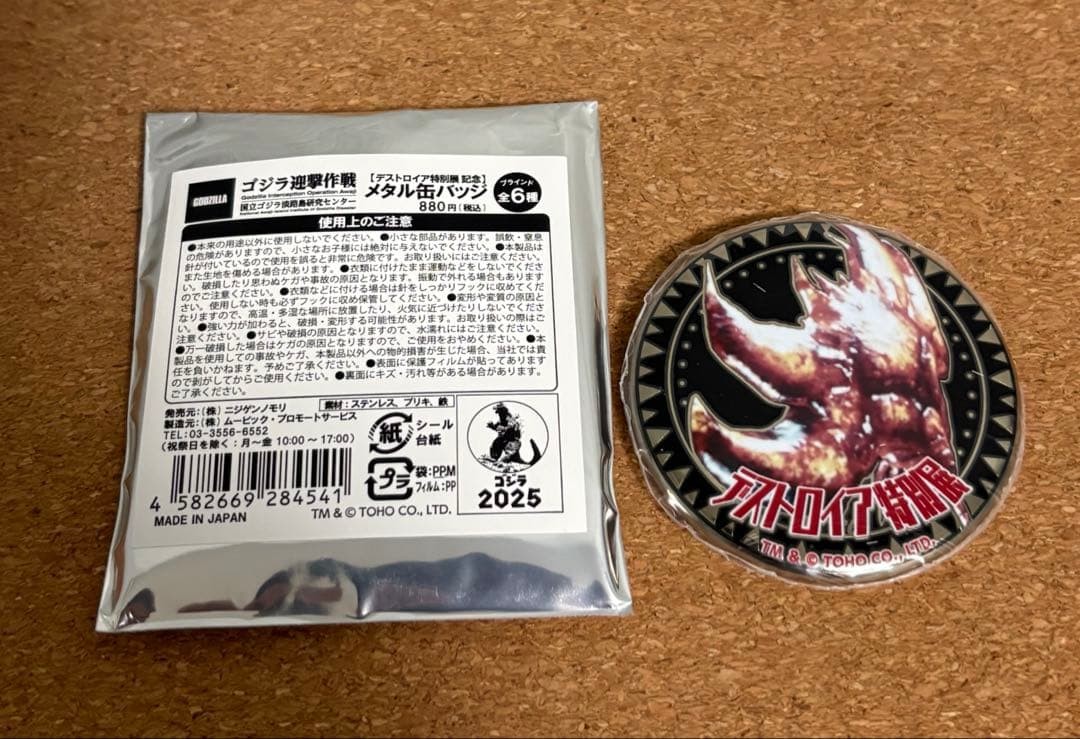 GODZILLA
ゴジラ迎撃作戦
Godzilla Interception Operation Awaji
国立ゴジラ淡路島研究センター
National Awaji-Island Institute of Godzilla Disaster
【デストロイア特別展 記念】
メタル缶バッジ
880円(税込)
ブラインド
全6種
使用上のご注意
●本来の用途以外に使用しないでください。●小さな部品があります。誤飲・窒息
の危険がありますので、小さなお子様には絶対に与えないでください。●本製品は
針が付いているので使用を誤ると非常に危険です。お取り扱いにはご注意ください。
また生地を傷める場合があります。●衣類に付けたまま運動などをしないでくださ
い。破損したり思わぬケガや事故の原因となります。振動で外れる場合もあります
のでご注意ください。●衣類などに付ける場合は針をしっかりフックに収めてくだ
さい。使用しない時も必ずフックに収め保管してください。●変形や変質の原因と
なりますので、高温・多湿な場所に放置したり、火気に近づけたりしないでくださ
い。●強い力が加わると、破損・変形する可能性があります。お取り扱いの際はご
注意ください。●サビや破損の原因となりますので、水濡れにはご注意ください。
●万一破損した場合はケガの原因となりますので、ご使用をおやめください。●本
製品を使用しての事故やケガ、本製品以外への物的損害が生じた場合、当社では責
任を負いかねます。予めご了承ください。●表面に保護フィルムが貼ってあります
ので剥がしてからご使用ください。●裏面にキズ・汚れ等がある場合があります。
ご了承ください。
発売元:(株)ニジゲンノモリ
素材:ステンレス、ブリキ、鉄
製造元:(株)ムービック・プロモートサービス
TEL:03-3556-6552
(祝祭日を除く:月〜金 10:00〜17:00)
紙
シール
台紙
プラ
袋:PP,M
フィルム:PP
4 582669 284541
MADE IN JAPAN
TM & © TOHO CO., LTD.
ゴジラ
2025
デストロイア特別展
TM & © TOHO CO., LTD.